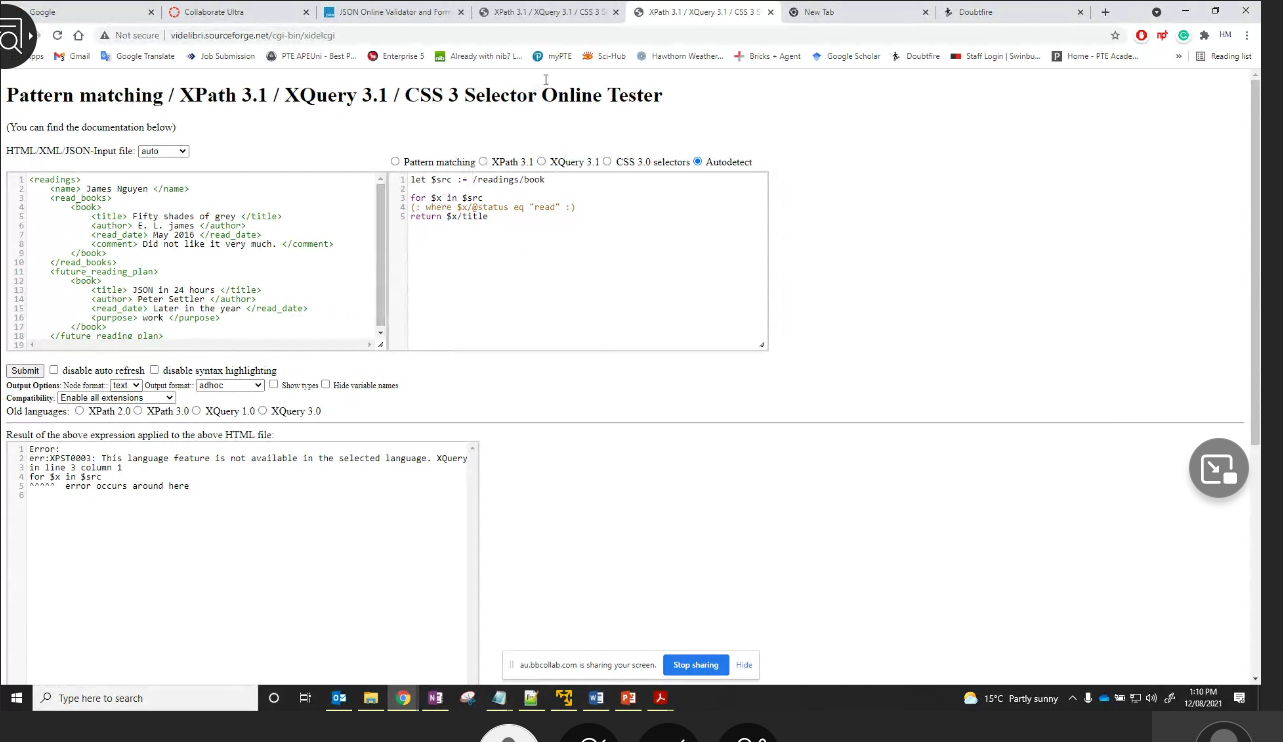 Google
Collaborate Ultra
JSON Online Validator and Form
XPath 3.1 / XQuery 3.1 / CSS 3 S
XPath 3.1 / XQuery 3.1 / CSS 3 S
New Tab
Doubtfire
Not secure
videlibri.sourceforge.net/cgi-bin/xidelcgi
HM
Apps
Gmail
Google Translate
Job Submission
PTE APEUni - Best P...
Enterprise 5
Already with nib? L...
myPTE
Sci-Hub
Hawthorn Weather...
Bricks + Agent
Google Scholar
Doubtfire
Staff Login | Swinbu...
Home - PTE Acade...
»
Reading list
Pattern matching / XPath 3.1 / XQuery 3.1 / CSS 3 Selector Online Tester
(You can find the documentation below)
HTML/XML/JSON-Input file: auto
Pattern matching XPath 3.1 XQuery 3.1 CSS 3.0 selectors Autodetect
1 <readings>
2 <name> James Nguyen </name>
3 <read_books>
4 <book>
5 <title> Fifty shades of grey </title>
6 <author> E. L. james </author>
7 <read_date> May 2016 </read_date>
8 <comment> Did not like it very much. </comment>
9 </book>
10 </read_books>
11 <future_reading_plan>
12 <book>
13 <title> JSON in 24 hours </title>
14 <author> Peter Settler </author>
15 <read_date> Later in the year </read_date>
16 <purpose> work </purpose>
17 </book>
18 </future_reading_plan>
19
1 let $src := /readings/book
2
3 for $x in $src
4 (: where $x/@status eq "read" :)
5 return $x/title
Submit disable auto refresh disable syntax highlighting
Output Options: Node format:: text Output format:: adhoc Show types Hide variable names
Compatibility: Enable all extensions
Old languages: XPath 2.0 XPath 3.0 XQuery 1.0 XQuery 3.0
Result of the above expression applied to the above HTML file:
1 Error:
2 err:XPST0003: This language feature is not available in the selected language. XQuery
3 in line 3 column 1
4 for $x in $src
5 ^^^^^ error occurs around here
6
au.bbcollab.com is sharing your screen.
Stop sharing
Hide
Type here to search
15°C Partly sunny
1:10 PM
12/08/2021